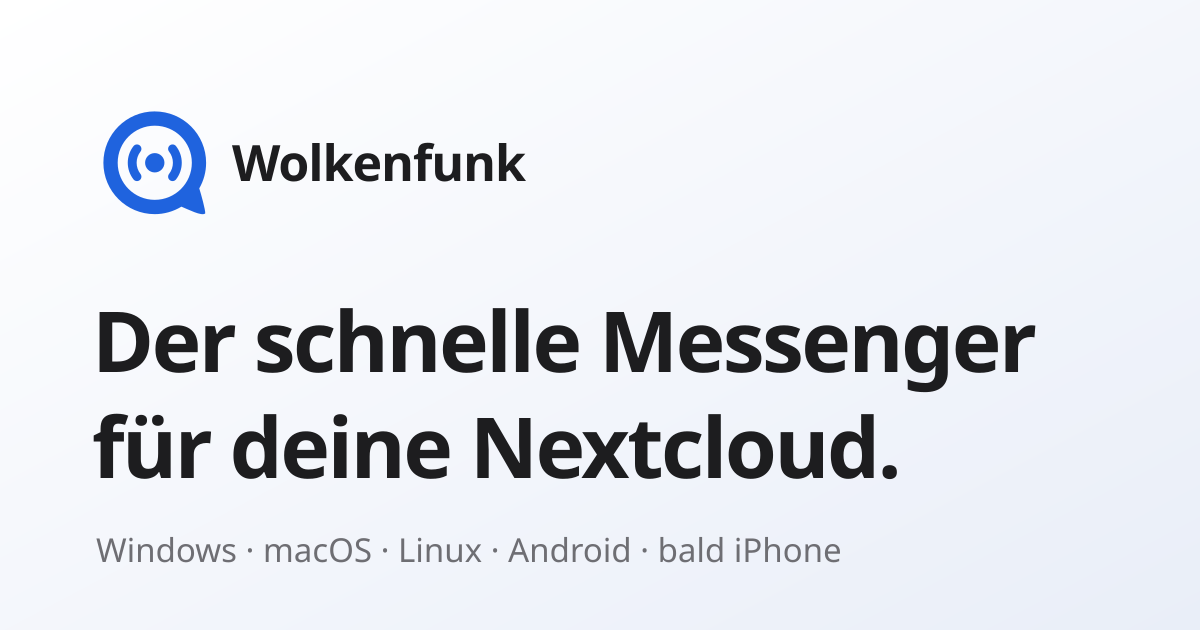 Wolkenfunk
Der schnelle Messenger
für deine Nextcloud.
Windows · macOS · Linux · Android · bald iPhone